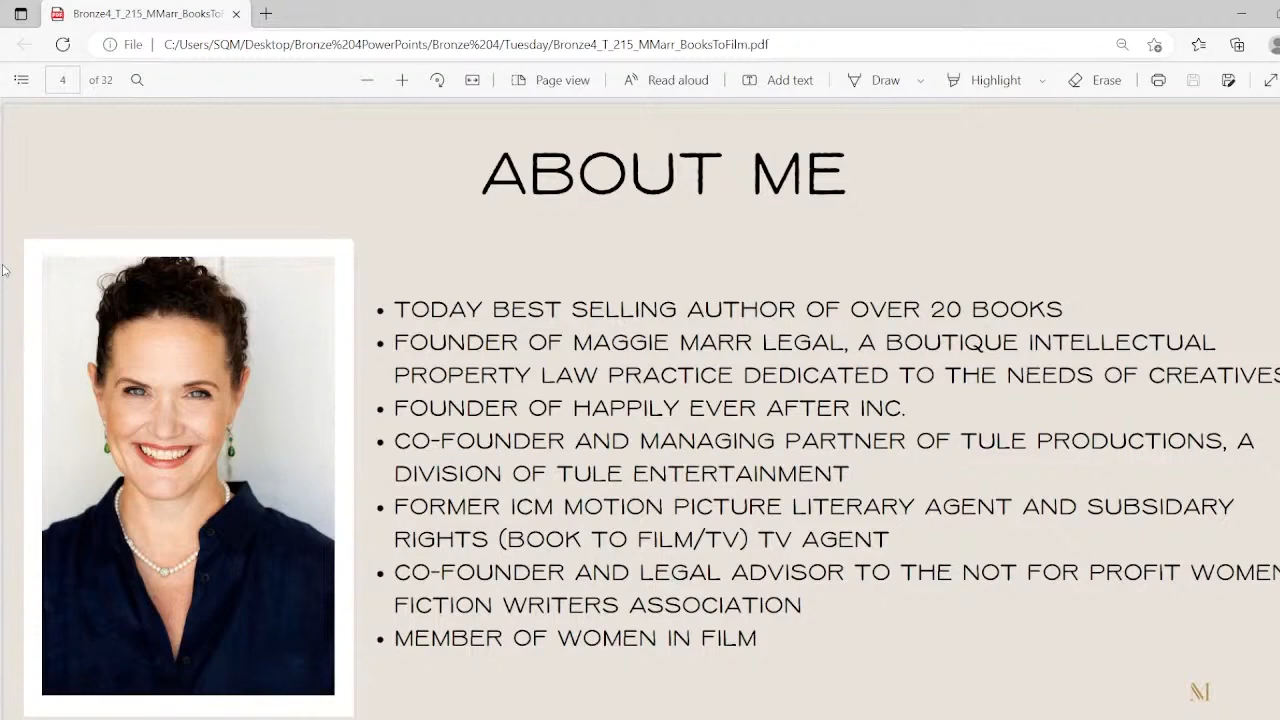 Bronze4_T_215_MMarr_BooksToFi
File
C:/Users/SQM/Desktop/Bronze%204PowerPoints/Bronze%204/Tuesday/Bronze4_T_215_MMarr_BooksToFilm.pdf
4 of 32
Page view
Read aloud
Add text
Draw
Highlight
Erase
ABOUT ME
• TODAY BEST SELLING AUTHOR OF OVER 20 BOOKS
• FOUNDER OF MAGGIE MARR LEGAL, A BOUTIQUE INTELLECTUAL
PROPERTY LAW PRACTICE DEDICATED TO THE NEEDS OF CREATIVES
• FOUNDER OF HAPPILY EVER AFTER INC.
• CO-FOUNDER AND MANAGING PARTNER OF TULE PRODUCTIONS, A
DIVISION OF TULE ENTERTAINMENT
• FORMER ICM MOTION PICTURE LITERARY AGENT AND SUBSIDARY
RIGHTS (BOOK TO FILM/TV) TV AGENT
• CO-FOUNDER AND LEGAL ADVISOR TO THE NOT FOR PROFIT WOMEN
FICTION WRITERS ASSOCIATION
• MEMBER OF WOMEN IN FILM
M